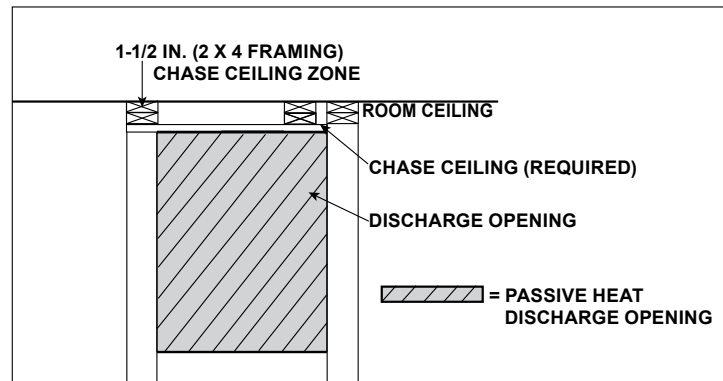 1-1/2 IN. (2 X 4 FRAMING)
CHASE CEILING ZONE
ROOM CEILING
CHASE CEILING (REQUIRED)
DISCHARGE OPENING
= PASSIVE HEAT
DISCHARGE OPENING